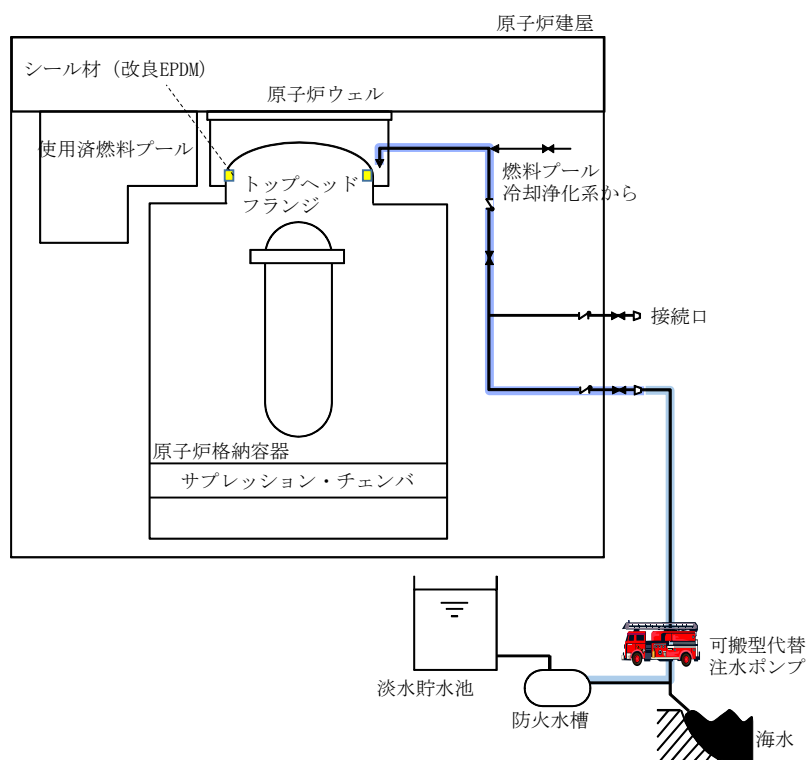 原子炉建屋
シール材 (改良EPDM)
原子炉ウェル
使用済燃料プール
トップヘッド
フランジ
燃料プール
冷却浄化系から
接続口
原子炉格納容器
サプレッション・チェンバ
可搬型代替
注水ポンプ
淡水貯水池
防火水槽
海水